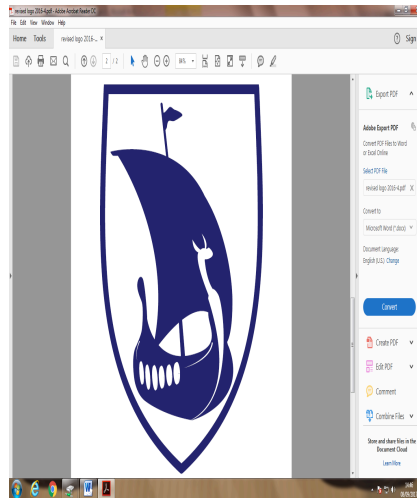 revised logo 2016-4.pdf - Adobe Acrobat Reader DC
File Edit View Window Help
Home Tools revised logo 2016-... × Sign
2 / 2
Export PDF
Adobe Export PDF
Convert PDF Files to Word
or Excel Online
Select PDF File
revised logo 2016-4.pdf X
Convert to
Microsoft Word (*.docx)
Document Language:
English (U.S.) Change
Convert
Create PDF
Edit PDF
Comment
Combine Files
Store and share files in the
Document Cloud
Learn More